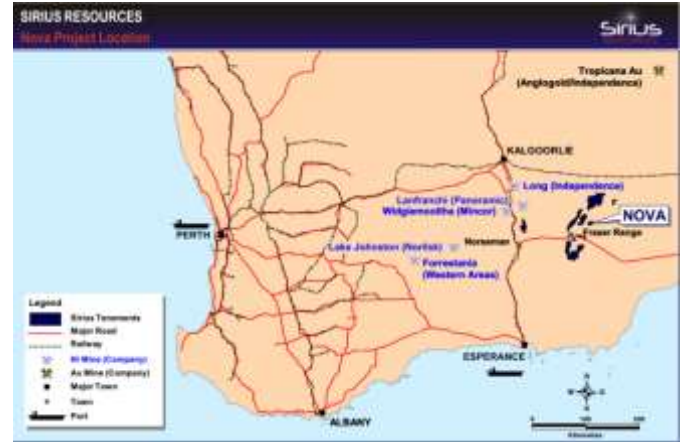 SIRIUS RESOURCES
Nova Project Location
Sirius
Tropicana Au
(Anglogold/Independence)
KALGOORLIE
Long (Independence)
Lanfranchi (Panoramic)
Widgiemooltha (Mincor)
NOVA
PERTH
Norseman
Fraser Range
Lake Johnston (Norilsk)
Forrestania
(Western Areas)
Legend
Sirius Tenements
Major Road
Railway
Ni Mine (Company)
Au Mine (Company)
Major Town
Town
Port
ESPERANCE
ALBANY
N
Kilometres